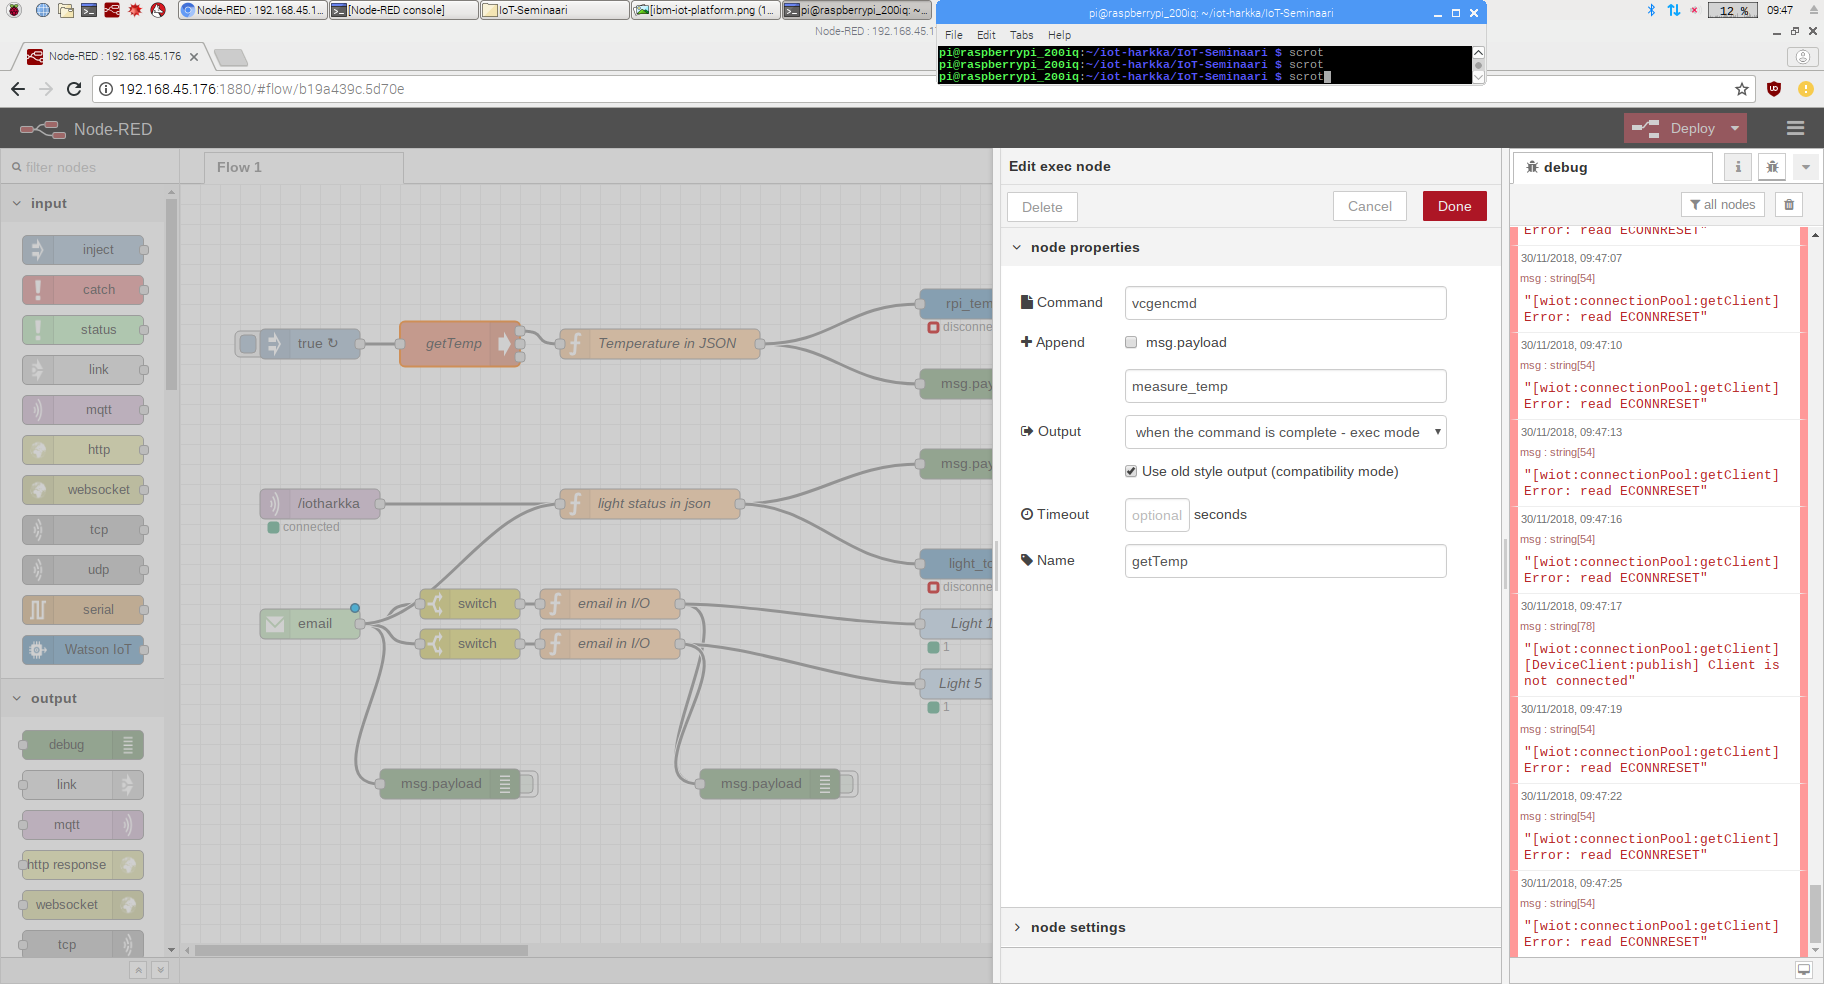 Node-RED : 192.168.45.1...
[Node-RED console]
IoT-Seminaari
[ibm-iot-platform.png (1...
pi@raspberrypi_200iq: ~...
12 %
09:47
Node-RED : 192.168.45.1
pi@raspberrypi_200iq: ~/iot-harkka/IoT-Seminaari
File Edit Tabs Help
pi@raspberrypi_200iq:~/iot-harkka/IoT-Seminaari $ scrot
pi@raspberrypi_200iq:~/iot-harkka/IoT-Seminaari $ scrot
pi@raspberrypi_200iq:~/iot-harkka/IoT-Seminaari $ scrot
Node-RED : 192.168.45.176
192.168.45.176:1880/#flow/b19a439c.5d70e
Node-RED
Deploy
filter nodes
input
inject
catch
status
link
mqtt
http
websocket
tcp
udp
serial
Watson IoT
output
debug
link
mqtt
http response
websocket
tcp
Flow 1
true ↻
getTemp
Temperature in JSON
rpi_tem
disconne
msg.pay
/iotharkka
connected
light status in json
msg.pay
light_to
disconne
email
switch
email in I/O
switch
email in I/O
Light 1
1
Light 5
1
msg.payload
msg.payload
Edit exec node
Delete
Cancel
Done
node properties
Command
vcgencmd
Append
msg.payload
measure_temp
Output
when the command is complete - exec mode
Use old style output (compatibility mode)
Timeout
optional
seconds
Name
getTemp
node settings
debug
i
all nodes
Error: read ECONNRESET"
30/11/2018, 09:47:07
msg : string[54]
"[wiot:connectionPool:getClient]
Error: read ECONNRESET"
30/11/2018, 09:47:10
msg : string[54]
"[wiot:connectionPool:getClient]
Error: read ECONNRESET"
30/11/2018, 09:47:13
msg : string[54]
"[wiot:connectionPool:getClient]
Error: read ECONNRESET"
30/11/2018, 09:47:16
msg : string[54]
"[wiot:connectionPool:getClient]
Error: read ECONNRESET"
30/11/2018, 09:47:17
msg : string[78]
"[wiot:connectionPool:getClient]
[DeviceClient:publish] Client is
not connected"
30/11/2018, 09:47:19
msg : string[54]
"[wiot:connectionPool:getClient]
Error: read ECONNRESET"
30/11/2018, 09:47:22
msg : string[54]
"[wiot:connectionPool:getClient]
Error: read ECONNRESET"
30/11/2018, 09:47:25
msg : string[54]
"[wiot:connectionPool:getClient]
Error: read ECONNRESET"